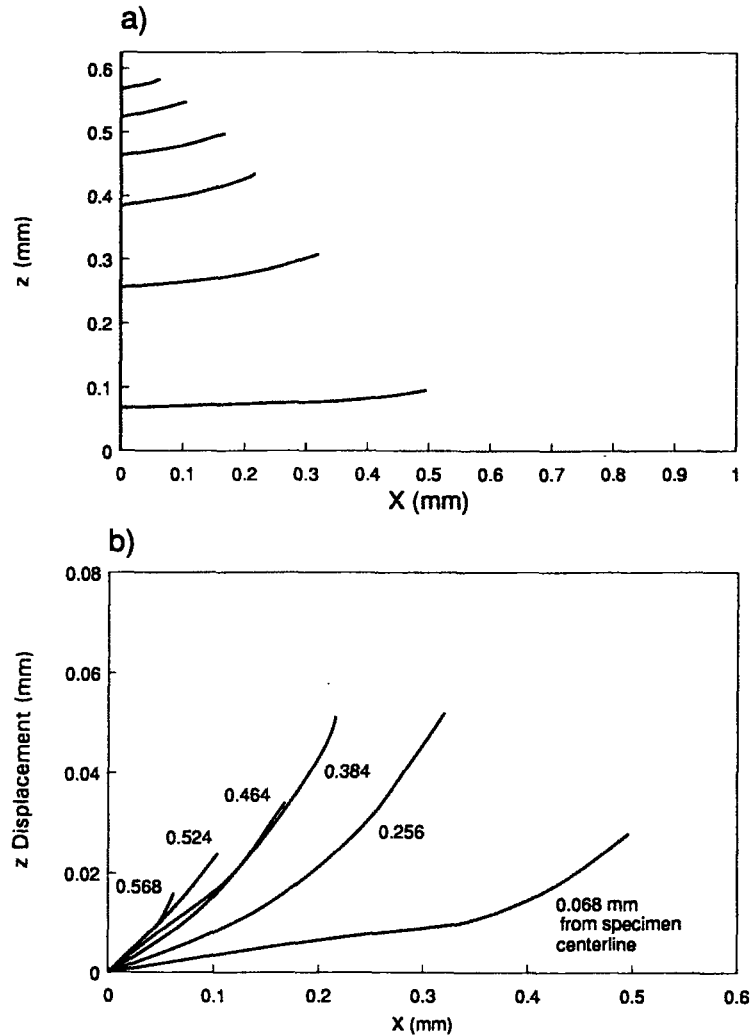 a)
0.6
0.5
0.4
0.3
0.2
0.1
0
z (mm)
0 0.1 0.2 0.3 0.4 0.5 0.6 0.7 0.8 0.9 1
X (mm)
b)
0.08
0.06
0.04
0.02
0
z Displacement (mm)
0.384
0.464
0.256
0.524
0.568
0.068 mm
from specimen
centerline
0 0.1 0.2 0.3 0.4 0.5 0.6
X (mm)